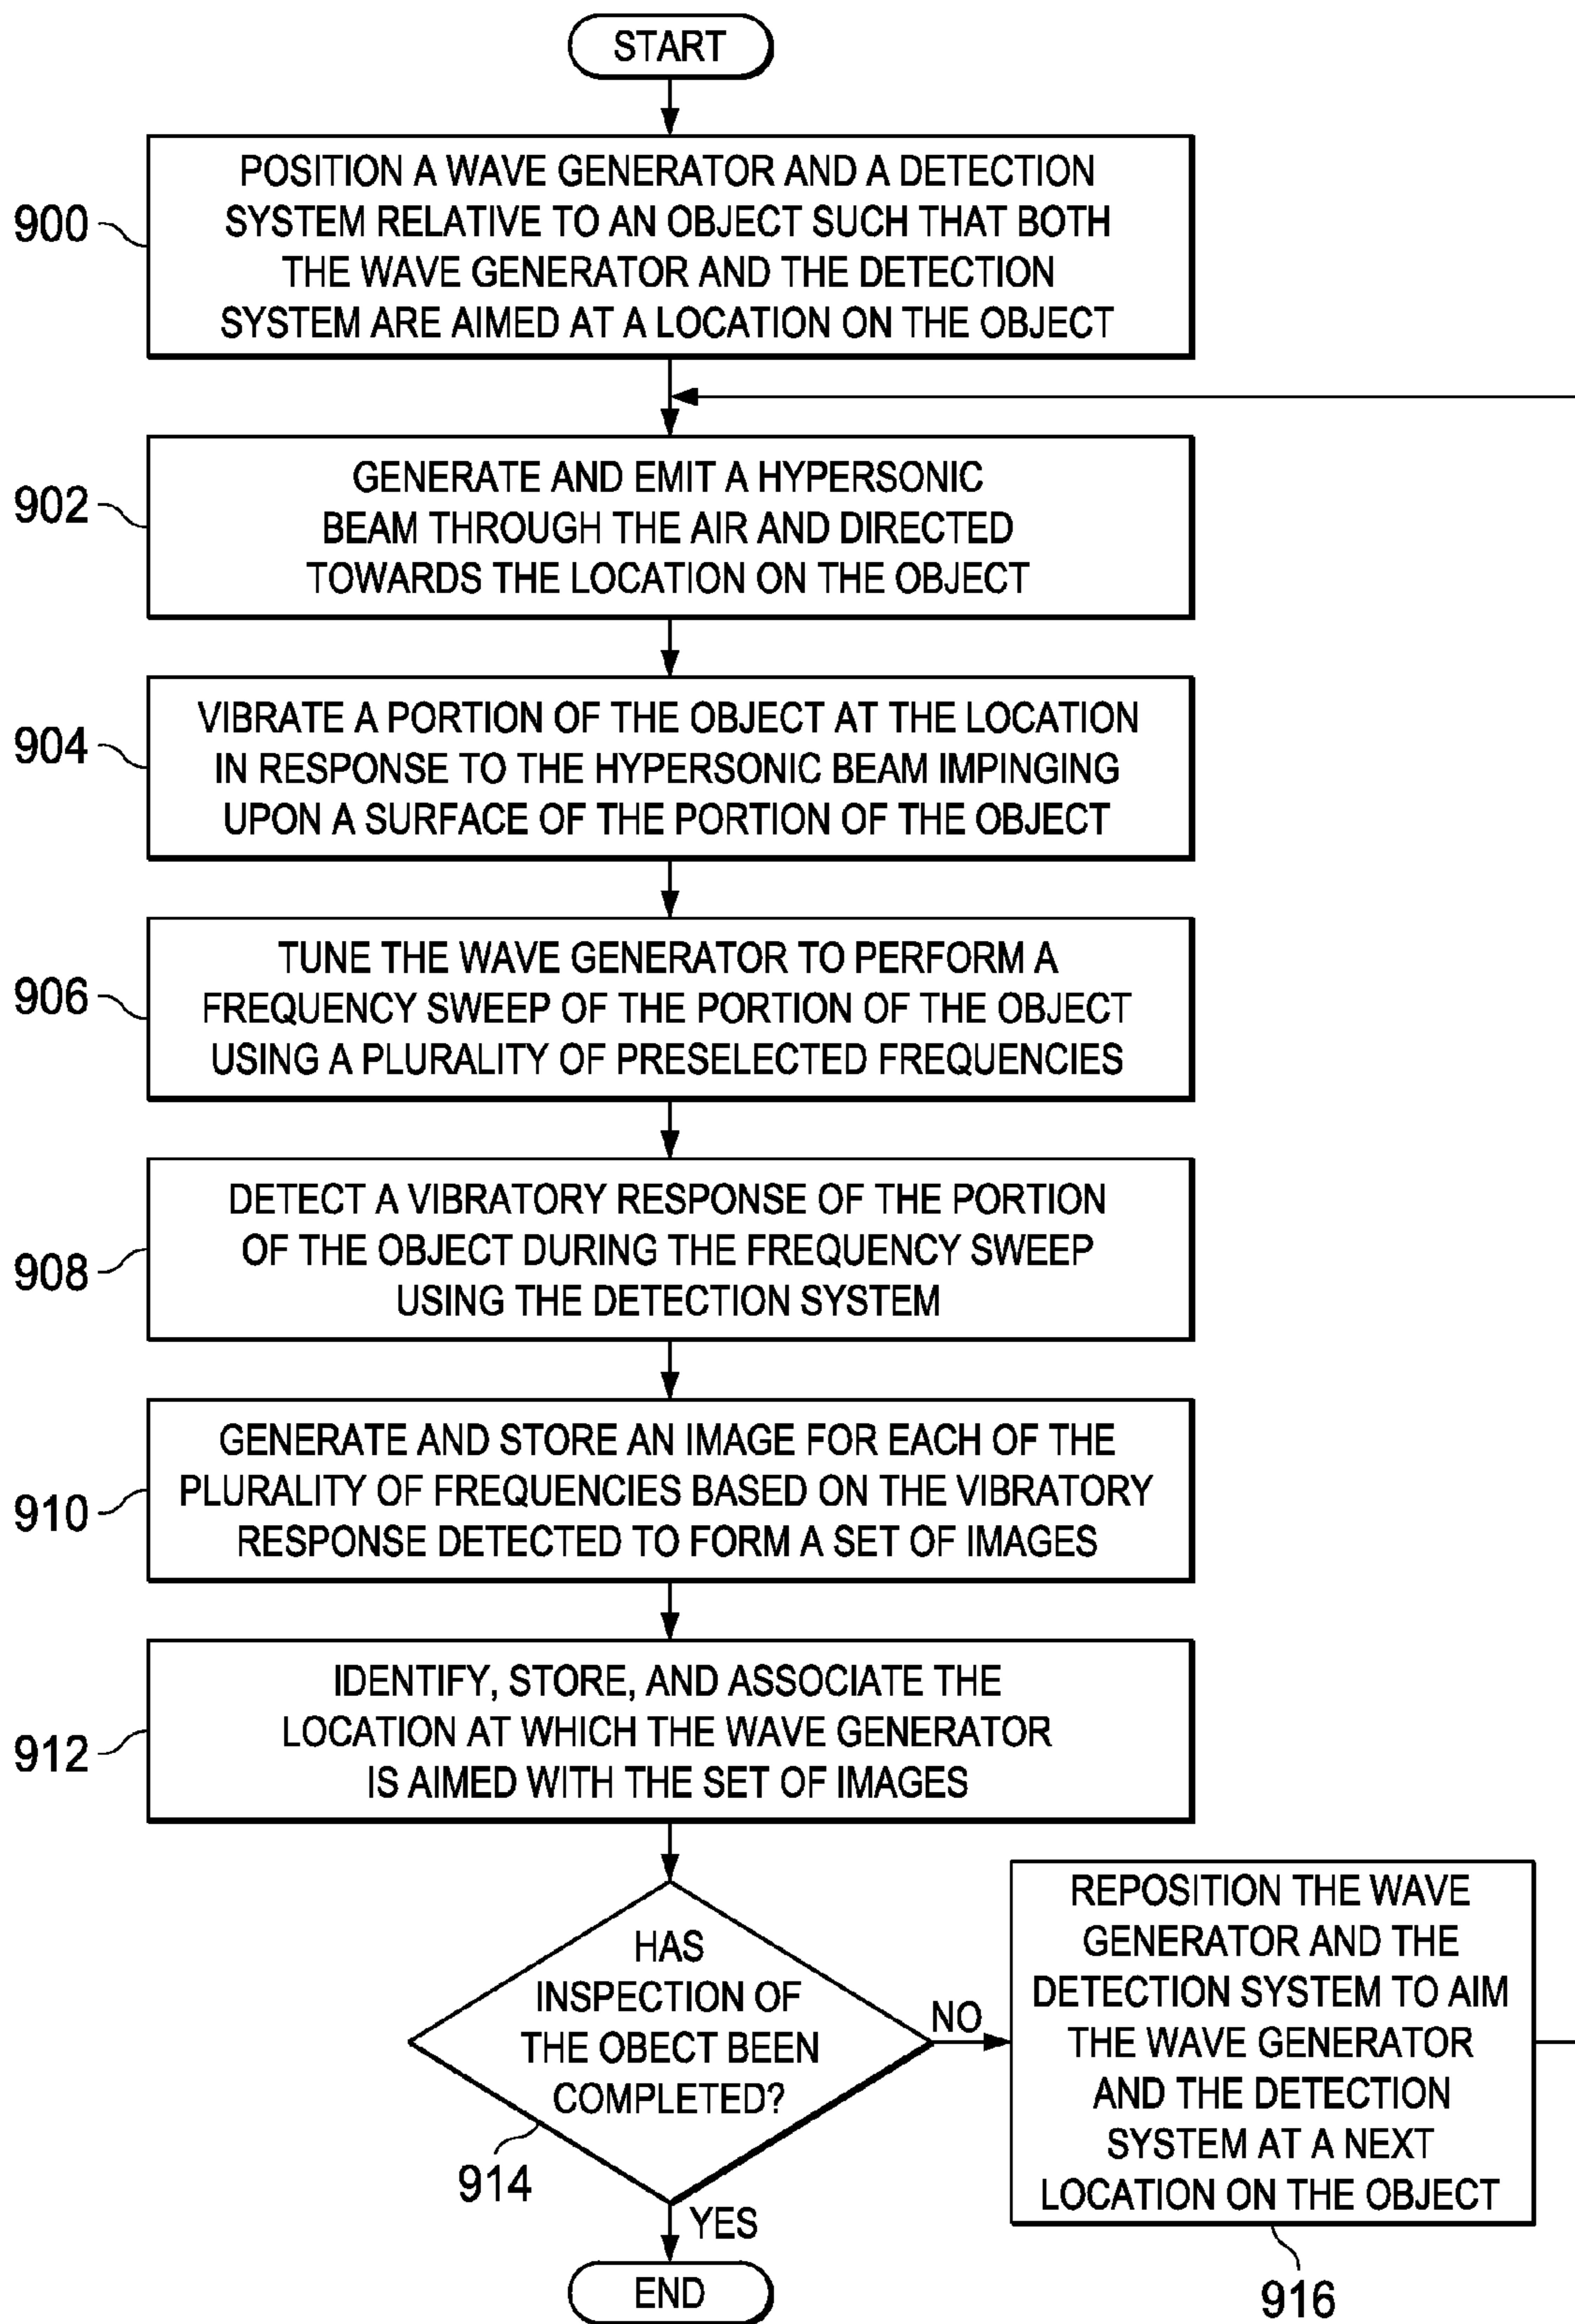 START
900
POSITION A WAVE GENERATOR AND A DETECTION
SYSTEM RELATIVE TO AN OBJECT SUCH THAT BOTH
THE WAVE GENERATOR AND THE DETECTION
SYSTEM ARE AIMED AT A LOCATION ON THE OBJECT
902
GENERATE AND EMIT A HYPERSONIC
BEAM THROUGH THE AIR AND DIRECTED
TOWARDS THE LOCATION ON THE OBJECT
904
VIBRATE A PORTION OF THE OBJECT AT THE LOCATION
IN RESPONSE TO THE HYPERSONIC BEAM IMPINGING
UPON A SURFACE OF THE PORTION OF THE OBJECT
906
TUNE THE WAVE GENERATOR TO PERFORM A
FREQUENCY SWEEP OF THE PORTION OF THE OBJECT
USING A PLURALITY OF PRESELECTED FREQUENCIES
908
DETECT A VIBRATORY RESPONSE OF THE PORTION
OF THE OBJECT DURING THE FREQUENCY SWEEP
USING THE DETECTION SYSTEM
910
GENERATE AND STORE AN IMAGE FOR EACH OF THE
PLURALITY OF FREQUENCIES BASED ON THE VIBRATORY
RESPONSE DETECTED TO FORM A SET OF IMAGES
912
IDENTIFY, STORE, AND ASSOCIATE THE
LOCATION AT WHICH THE WAVE GENERATOR
IS AIMED WITH THE SET OF IMAGES
HAS
INSPECTION OF
THE OBECT BEEN
COMPLETED?
914
NO
REPOSITION THE WAVE
GENERATOR AND THE
DETECTION SYSTEM TO AIM
THE WAVE GENERATOR
AND THE DETECTION
SYSTEM AT A NEXT
LOCATION ON THE OBJECT
916
YES
END